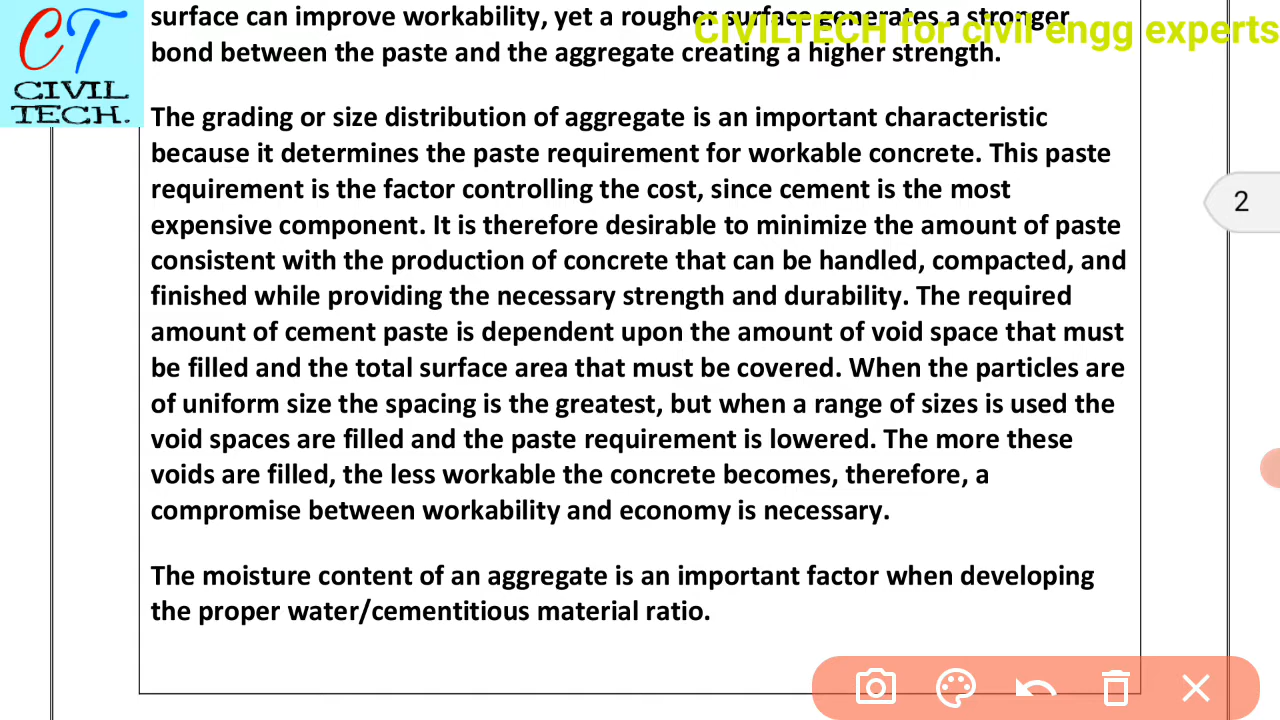 surface can improve workability, yet a rougher surface generates a stronger
CIVILTECH for civil engg experts
bond between the paste and the aggregate creating a higher strength.
CT
CIVIL
TECH.
The grading or size distribution of aggregate is an important characteristic
because it determines the paste requirement for workable concrete. This paste
requirement is the factor controlling the cost, since cement is the most
expensive component. It is therefore desirable to minimize the amount of paste
consistent with the production of concrete that can be handled, compacted, and
finished while providing the necessary strength and durability. The required
amount of cement paste is dependent upon the amount of void space that must
be filled and the total surface area that must be covered. When the particles are
of uniform size the spacing is the greatest, but when a range of sizes is used the
void spaces are filled and the paste requirement is lowered. The more these
voids are filled, the less workable the concrete becomes, therefore, a
compromise between workability and economy is necessary.
The moisture content of an aggregate is an important factor when developing
the proper water/cementitious material ratio.
2